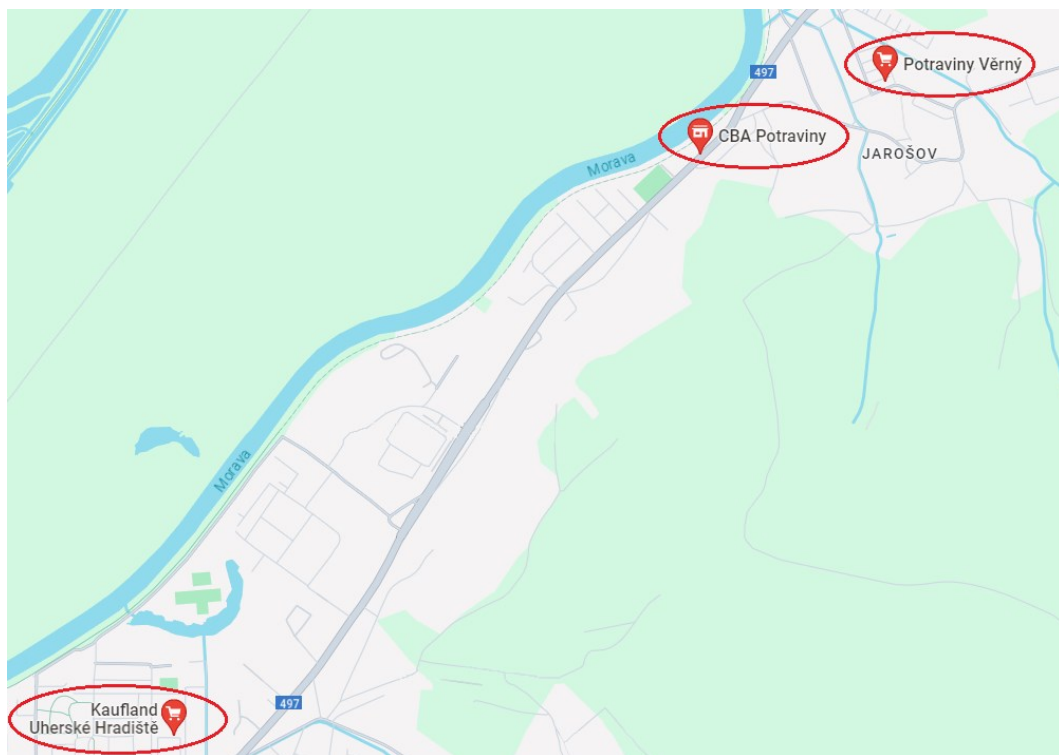 497
Potraviny Věrný
CBA Potraviny
JAROŠOV
Morava
Morava
Kaufland
Uherské Hradiště
497